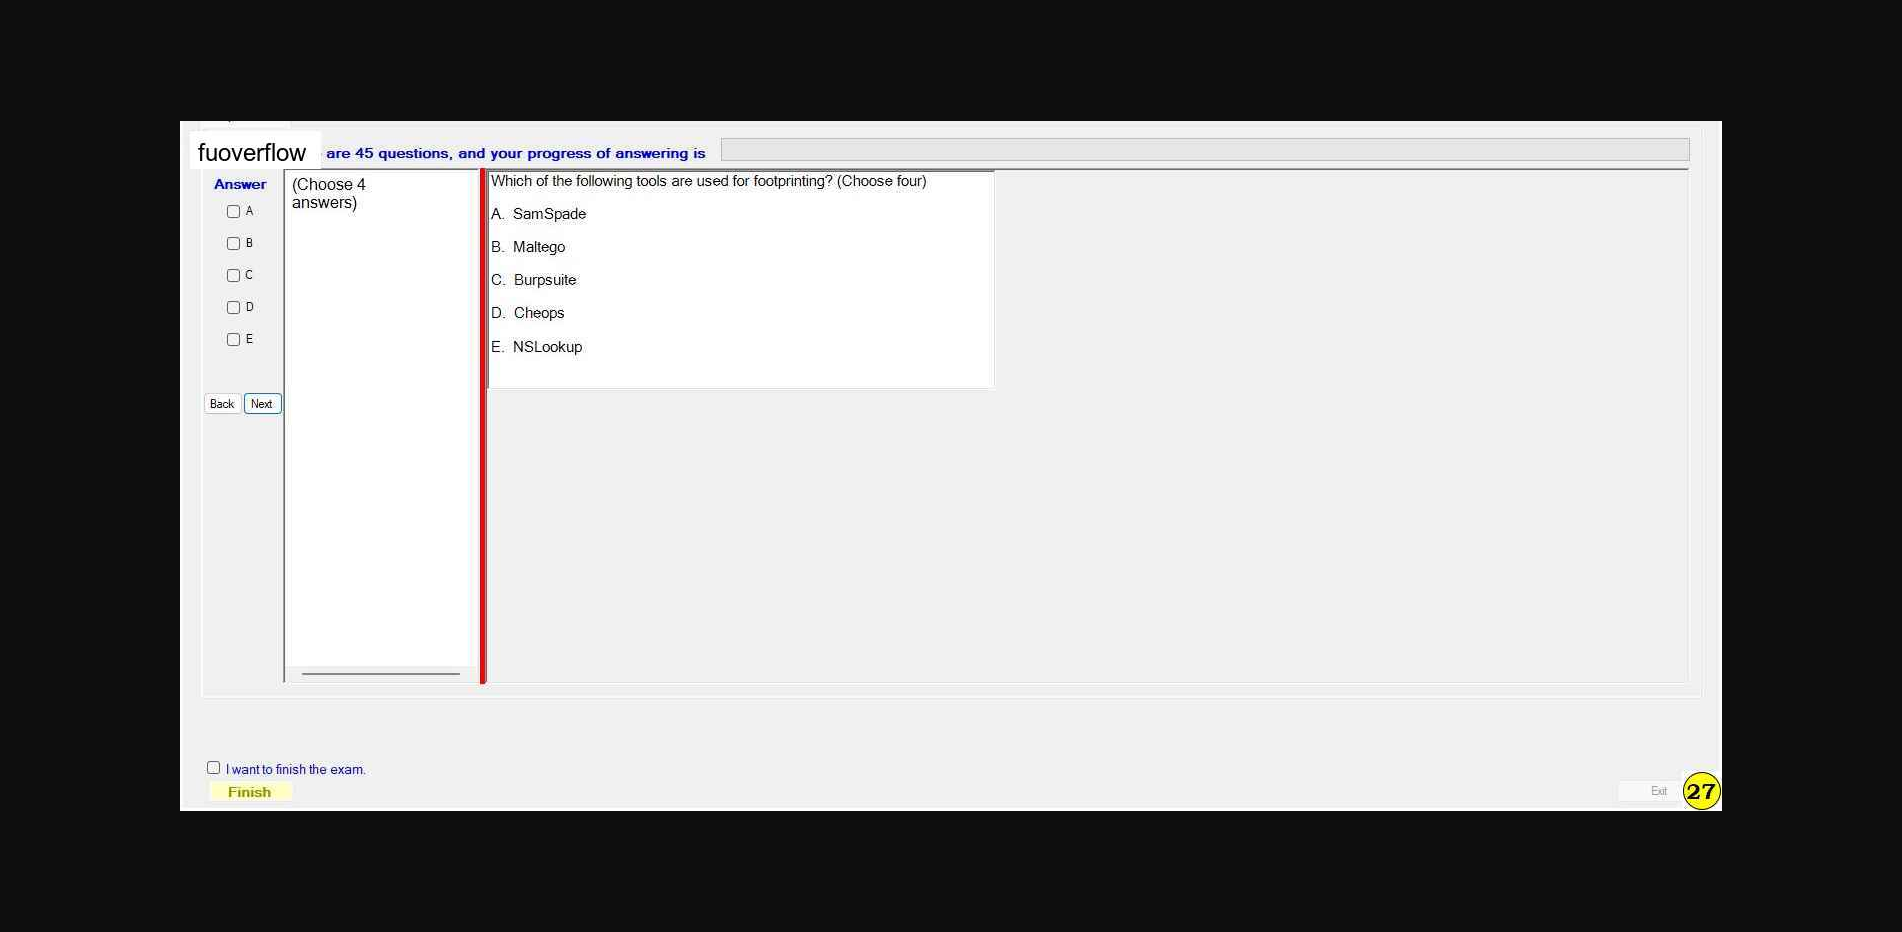 fuoverflow are 45 questions, and your progress of answering is
Answer
A
B
C
D
E
Back Next
(Choose 4
answers)
Which of the following tools are used for footprinting? (Choose four)
A. SamSpade
B. Maltego
C. Burpsuite
D. Cheops
E. NSLookup
I want to finish the exam.
Finish
Exit
27